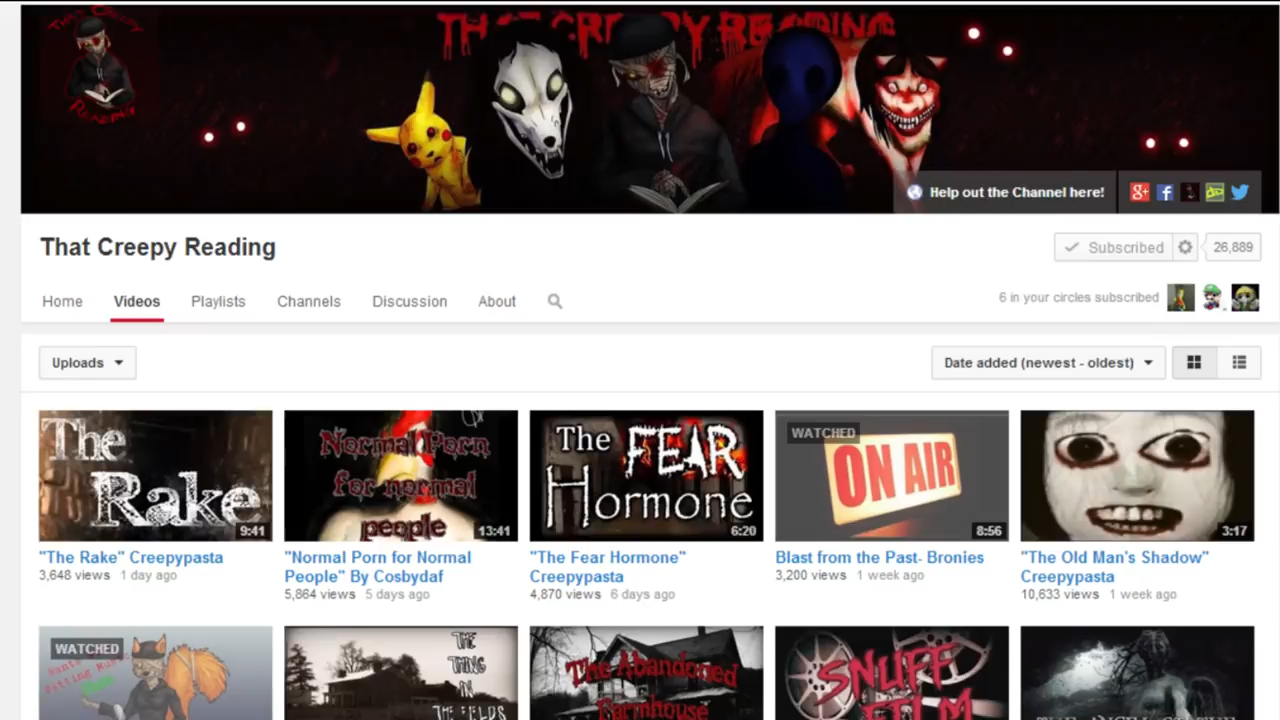 THAT CREEPY READING
That Creepy
Reading
Help out the Channel here!
That Creepy Reading
Subscribed
26,889
Home
Videos
Playlists
Channels
Discussion
About
6 in your circles subscribed
Uploads
Date added (newest - oldest)
The
Rake
9:41
Normal Porn
for normal
people
13:41
The FEAR
Hormone
6:20
WATCHED
ON AIR
8:56
3:17
"The Rake" Creepypasta
3,648 views 1 day ago
"Normal Porn for Normal
People" By Cosbydaf
5,864 views 5 days ago
"The Fear Hormone"
Creepypasta
4,870 views 6 days ago
Blast from the Past- Bronies
3,200 views 1 week ago
"The Old Man's Shadow"
Creepypasta
10,633 views 1 week ago
WATCHED
THE
THING
IN
THE FIELDS
The Abandoned
Farmhouse
SNUFF
FILM